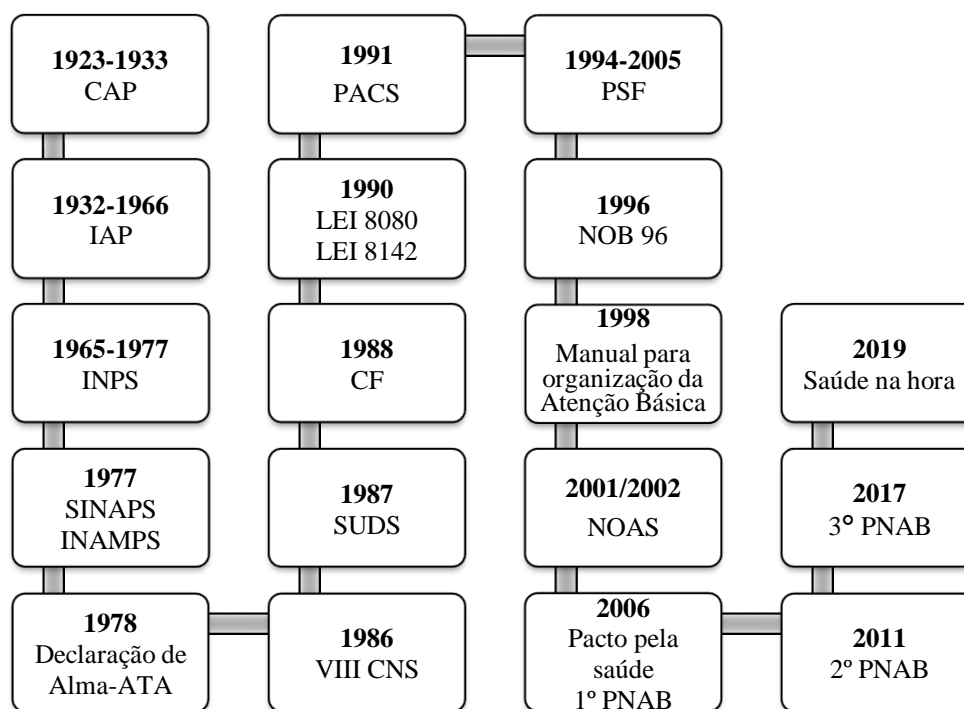 1923-1933
CAP
1932-1966
IAP
1965-1977
INPS
1977
SINAPS
INAMPS
1978
Declaração de
Alma-ATA
1986
VIII CNS
1987
SUDS
1988
CF
1990
LEI 8080
LEI 8142
1991
PACS
1994-2005
PSF
1996
NOB 96
1998
Manual para
organização da
Atenção Básica
2001/2002
NOAS
2006
Pacto pela
saúde
1º PNAB
2011
2º PNAB
2017
3° PNAB
2019
Saúde na hora